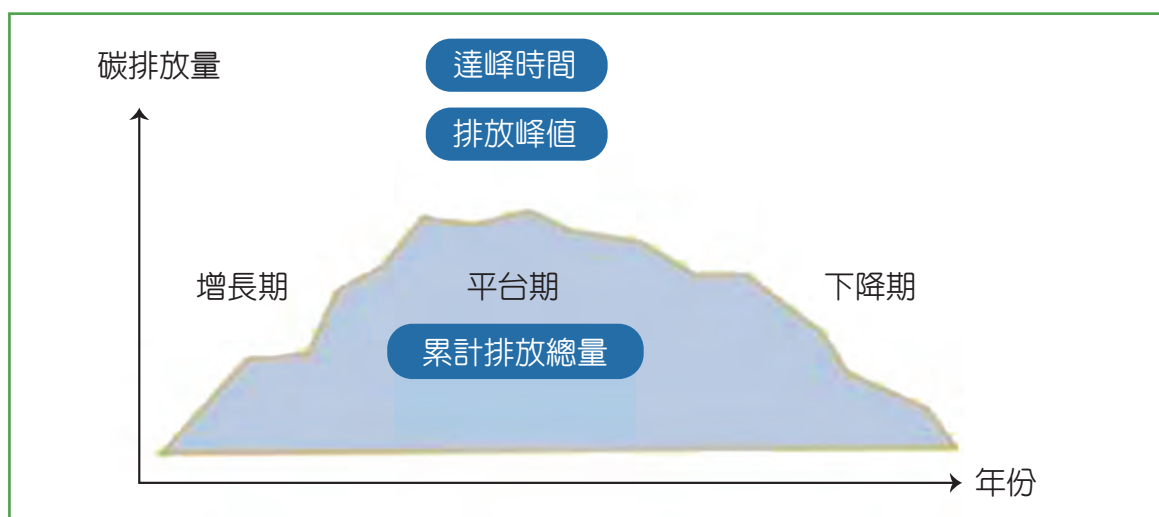 碳排放量
達峰時間
排放峰值
增長期
平台期
下降期
累計排放總量
年份